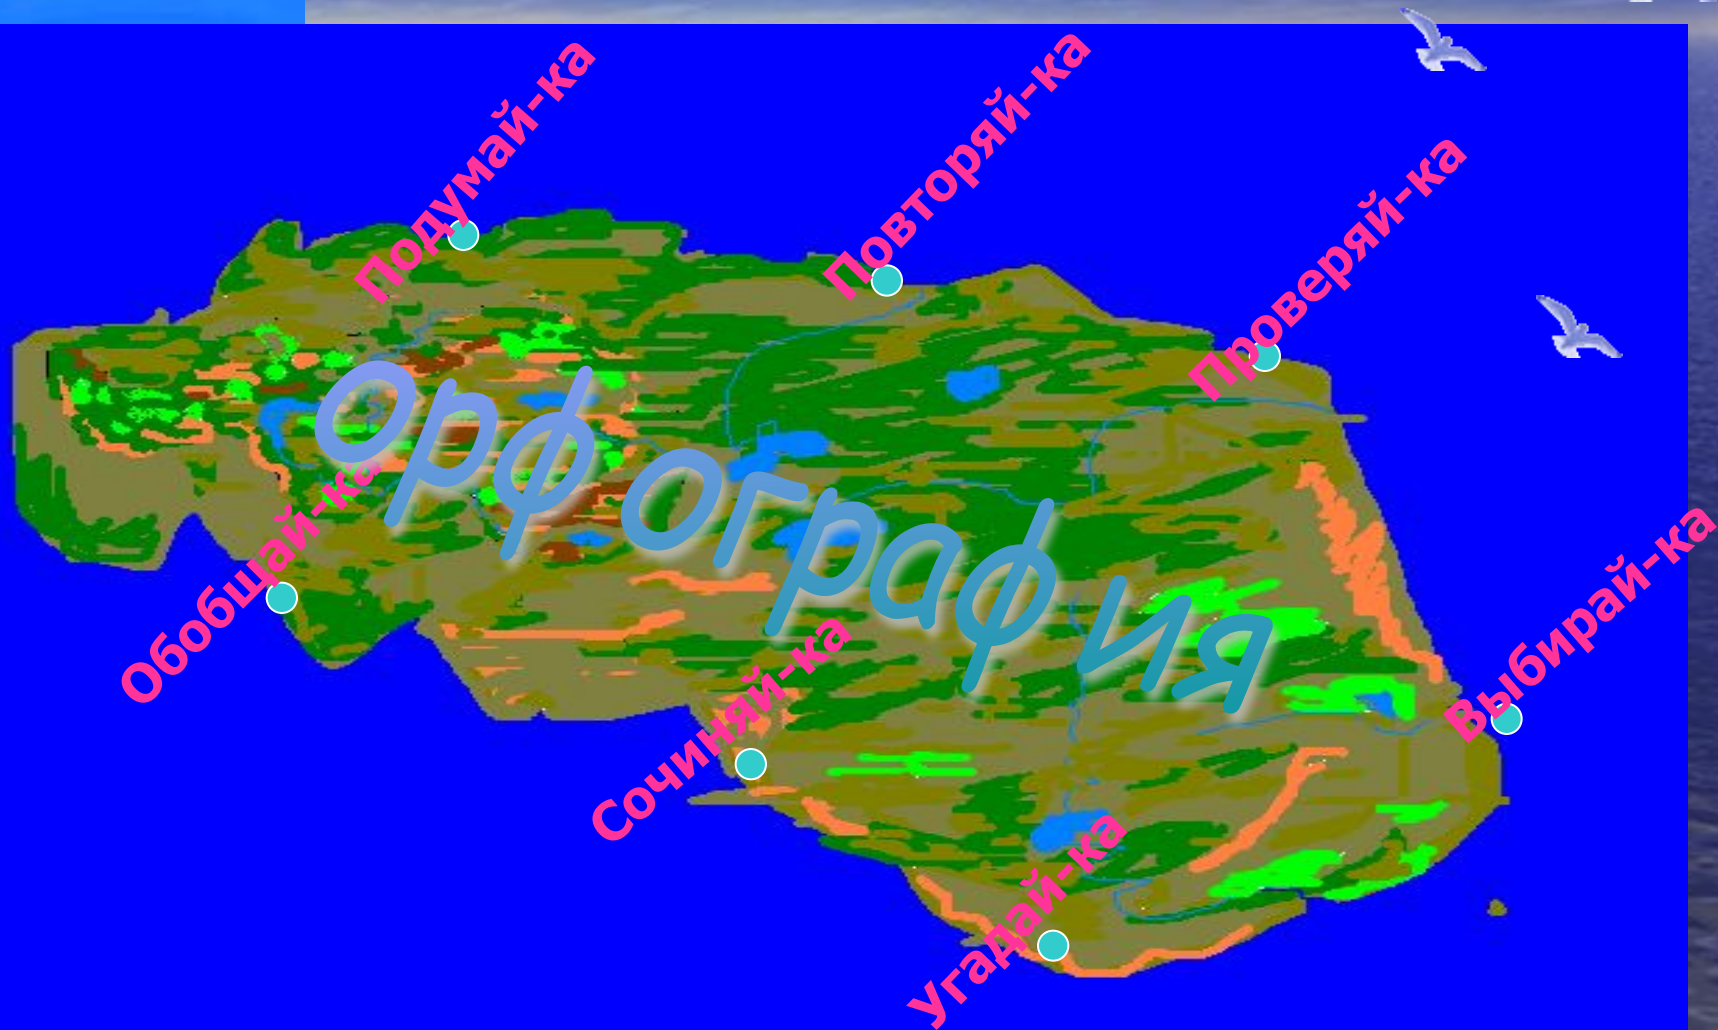 Подумай-ка
Повторяй-ка
Проверяй-ка
орфография
Обобщай-ка
Выбирай-ка
Сочиняй-ка
Угадай-ка